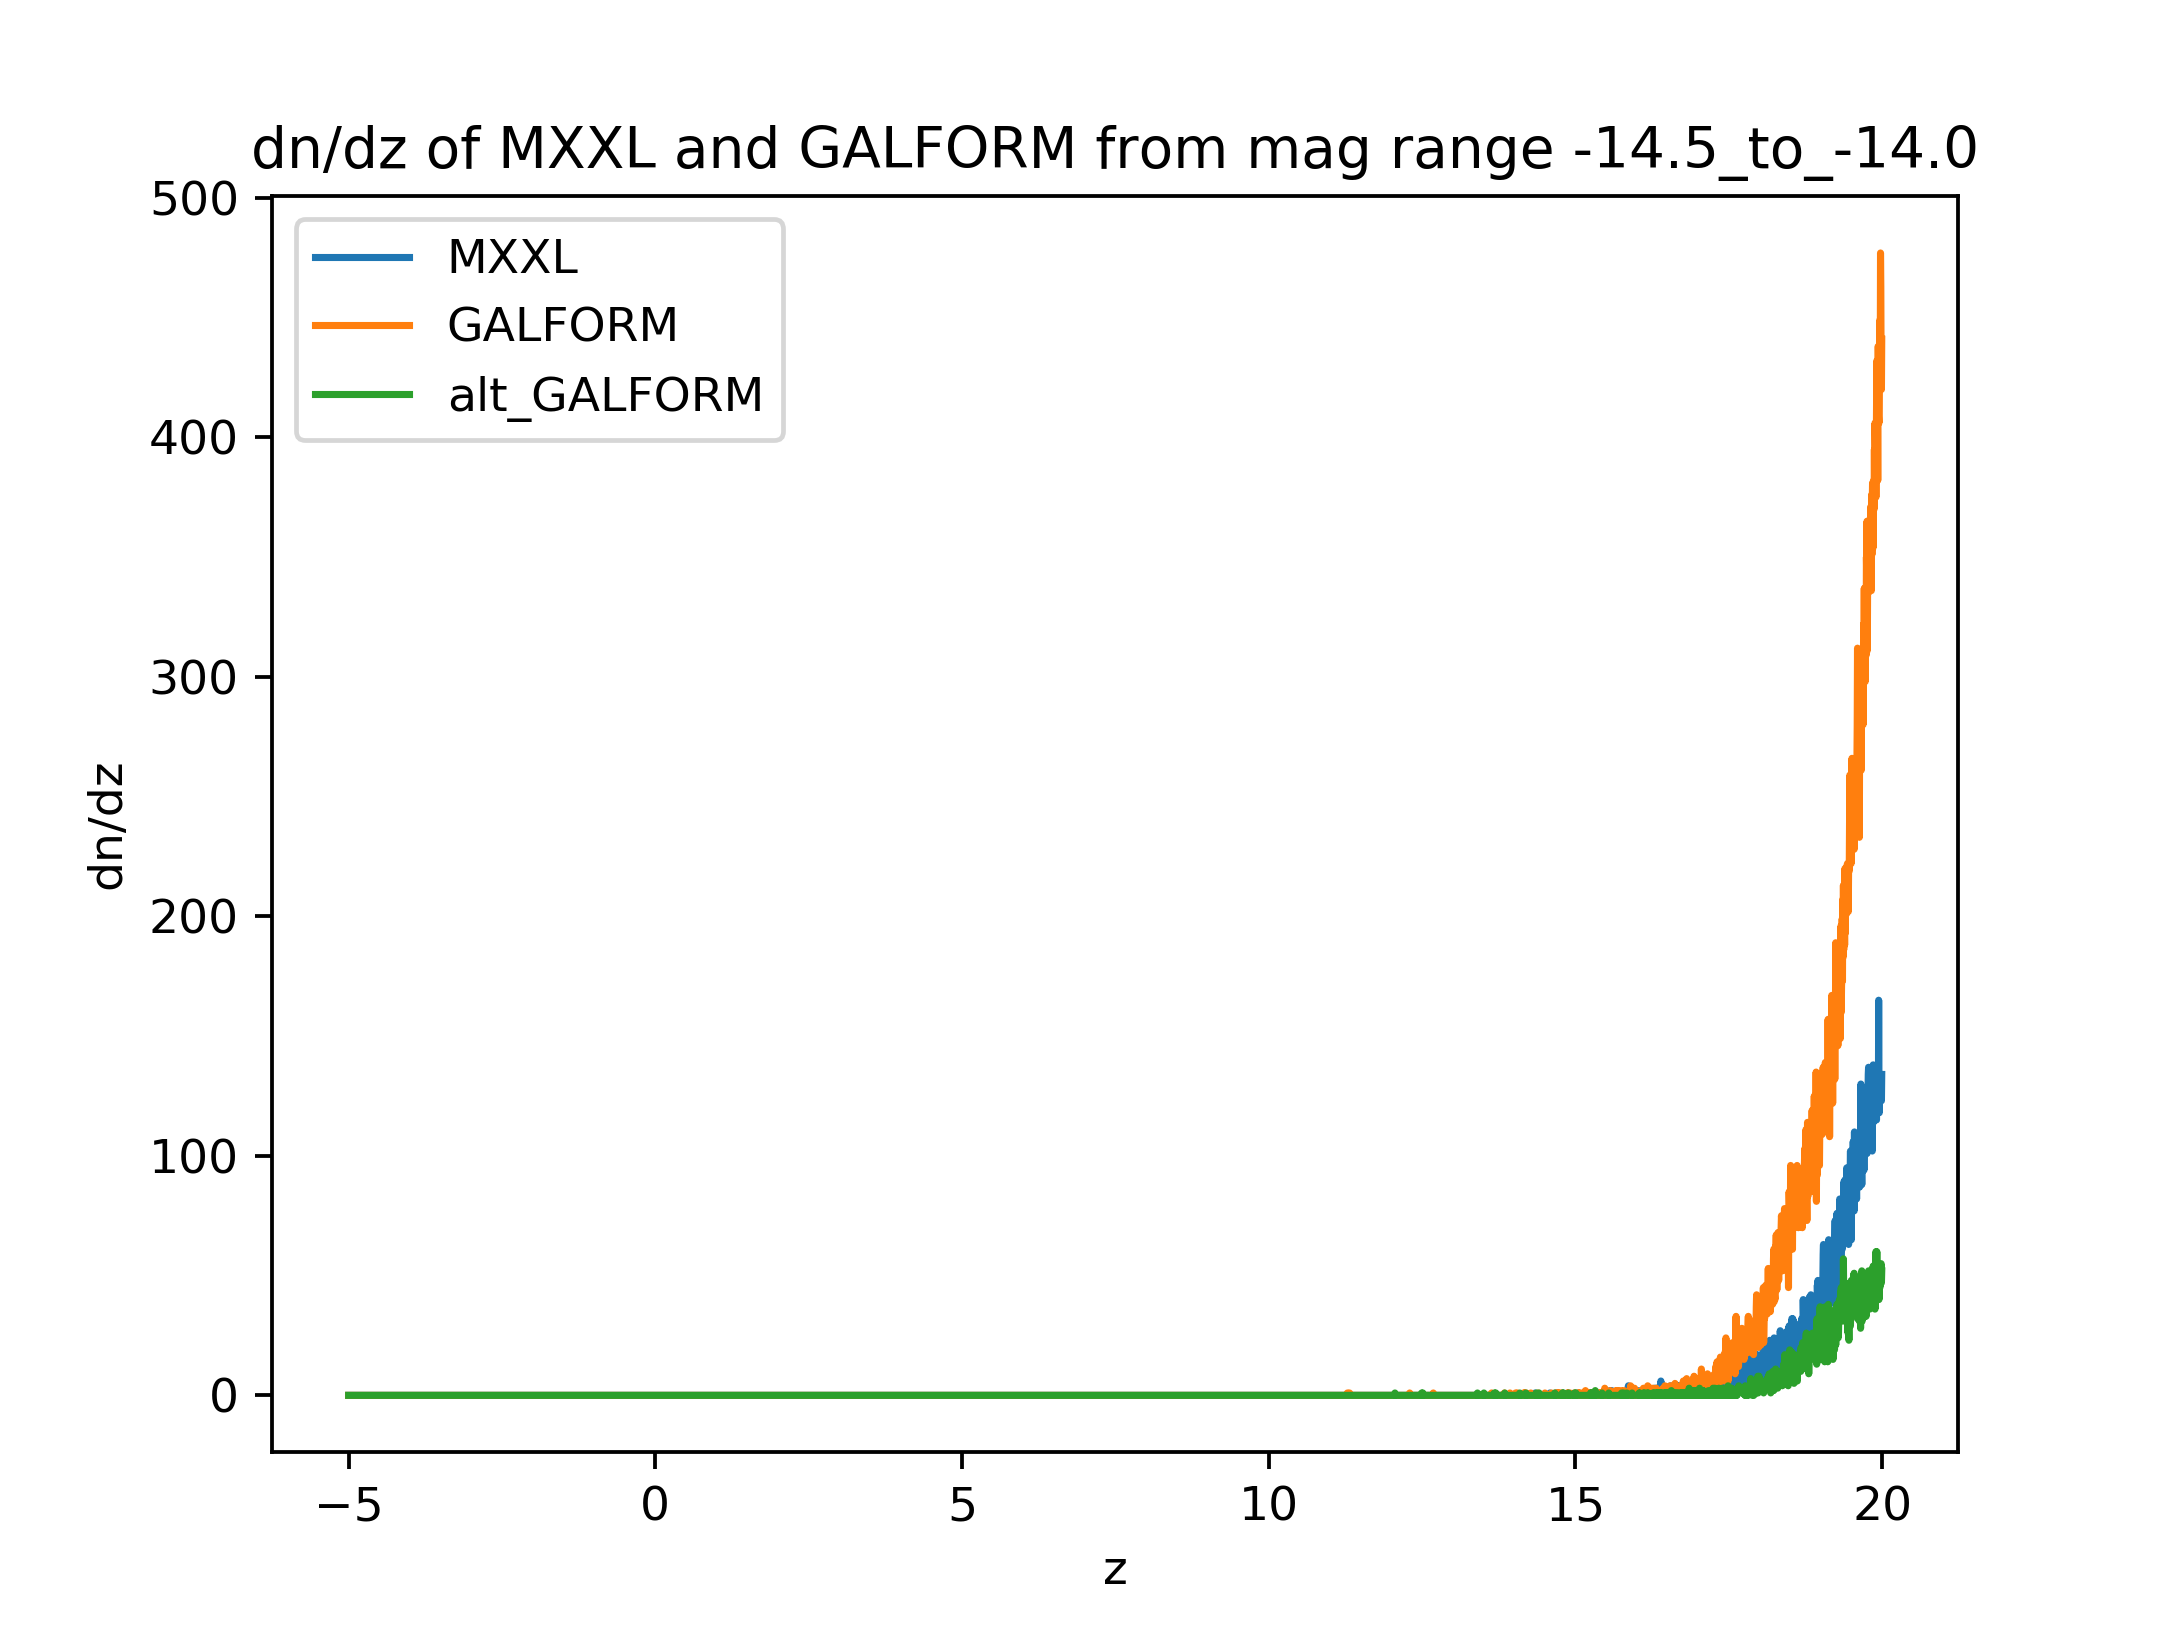 dn/dz of MXXL and GALFORM from mag range -14.5_to_-14.0
500
400
300
200
100
0
dn/dz
MXXL
GALFORM
alt_GALFORM
−5 0 5 10 15 20
z